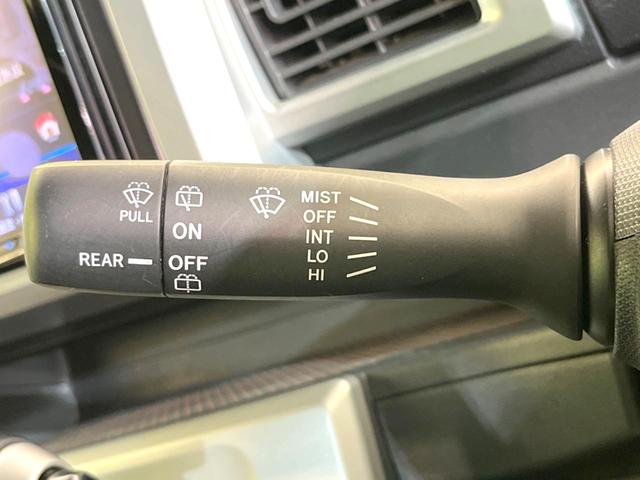 PULL
REAR
ON
OFF
MIST
OFF
INT
LO
HI